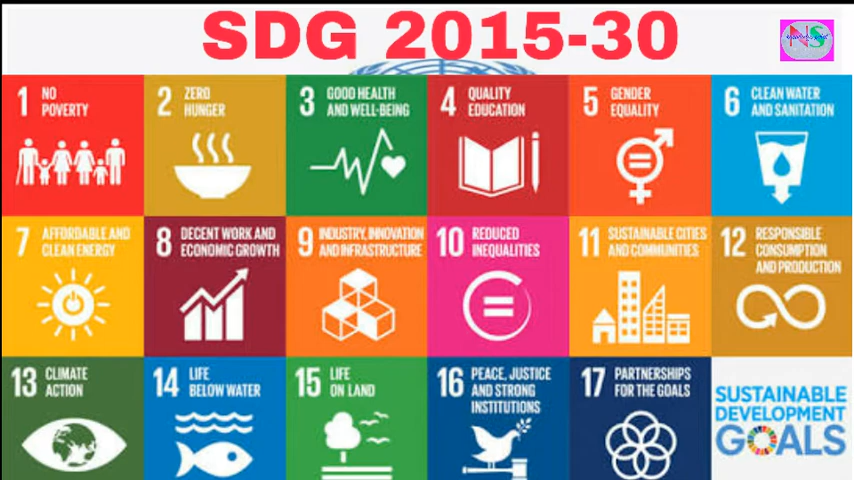 SDG 2015-30
NS
1 NO
POVERTY
2 ZERO
HUNGER
3 GOOD HEALTH
AND WELL-BEING
4 QUALITY
EDUCATION
5 GENDER
EQUALITY
6 CLEAN WATER
AND SANITATION
7 AFFORDABLE AND
CLEAN ENERGY
8 DECENT WORK AND
ECONOMIC GROWTH
9 INDUSTRY, INNOVATION
AND INFRASTRUCTURE
10 REDUCED
INEQUALITIES
11 SUSTAINABLE CITIES
AND COMMUNITIES
12 RESPONSIBLE
CONSUMPTION
AND PRODUCTION
13 CLIMATE
ACTION
14 LIFE
BELOW WATER
15 LIFE
ON LAND
16 PEACE, JUSTICE
AND STRONG
INSTITUTIONS
17 PARTNERSHIPS
FOR THE GOALS
SUSTAINABLE
DEVELOPMENT
GOALS